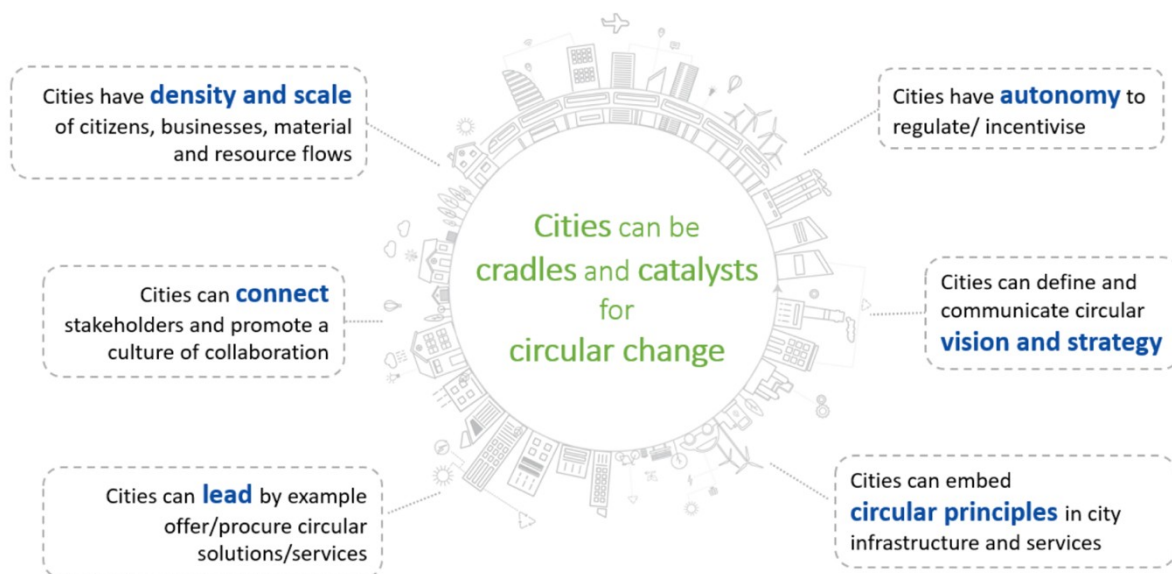 Cities have density and scale
of citizens, businesses, material
and resource flows
Cities can connect
stakeholders and promote a
culture of collaboration
Cities can lead by example
offer/procure circular
solutions/services
Cities can be
cradles and catalysts
for
circular change
Cities have autonomy to
regulate/ incentivise
Cities can define and
communicate circular
vision and strategy
Cities can embed
circular principles in city
infrastructure and services